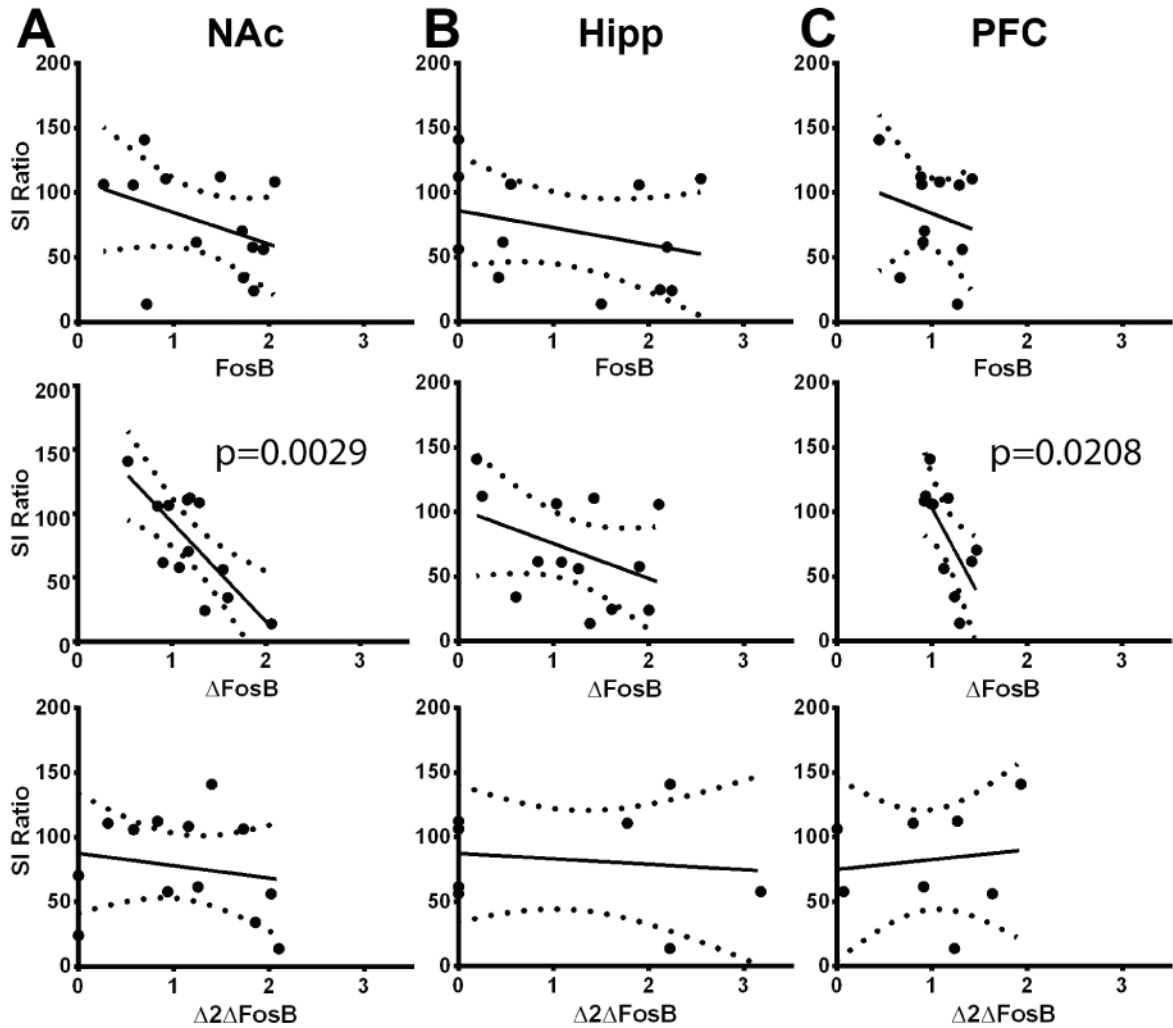 A NAc B Hipp C PFC
200 200 200
150 150 150
SI Ratio
100 100 100
50 50 50
0 0 0
0 1 2 3 0 1 2 3 0 1 2 3
FosB FosB FosB
200 200 200
150 p=0.0029 150 150 p=0.0208
SI Ratio
100 100 100
50 50 50
0 0 0
0 1 2 3 0 1 2 3 0 1 2 3
ΔFosB ΔFosB ΔFosB
200 200 200
150 150 150
SI Ratio
100 100 100
50 50 50
0 0 0
0 1 2 3 0 1 2 3 0 1 2 3
Δ2ΔFosB Δ2ΔFosB Δ2ΔFosB